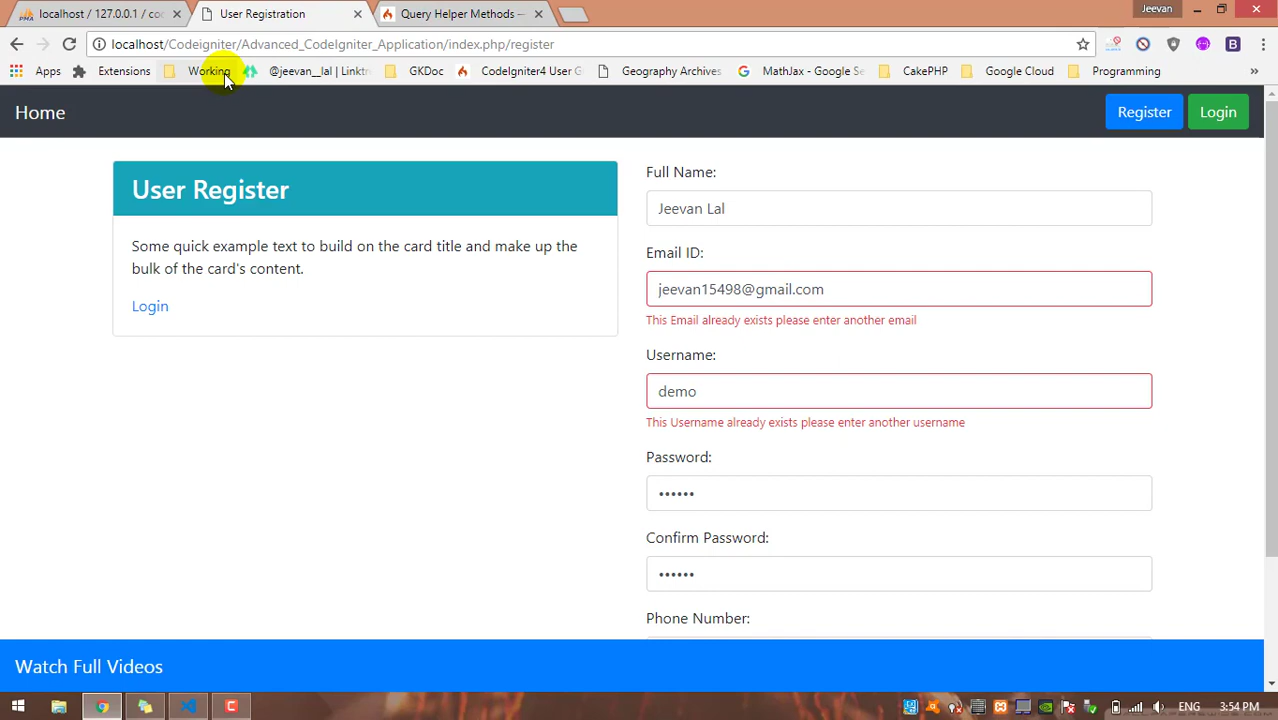 localhost / 127.0.0.1 / coc
User Registration
Query Helper Methods —
Jeevan
localhost/Codeigniter/Advanced_CodeIgniter_Application/index.php/register
Apps
Extensions
Working
@jeevan__lal | Linktr
GKDoc
CodeIgniter4 User G
Geography Archives
MathJax - Google Se
CakePHP
Google Cloud
Programming
»
Home
Register
Login
User Register
Some quick example text to build on the card title and make up the
bulk of the card's content.
Login
Full Name:
Jeevan Lal
Email ID:
jeevan15498@gmail.com
This Email already exists please enter another email
Username:
demo
This Username already exists please enter another username
Password:
••••••
Confirm Password:
••••••
Phone Number:
Watch Full Videos
ENG
3:54 PM